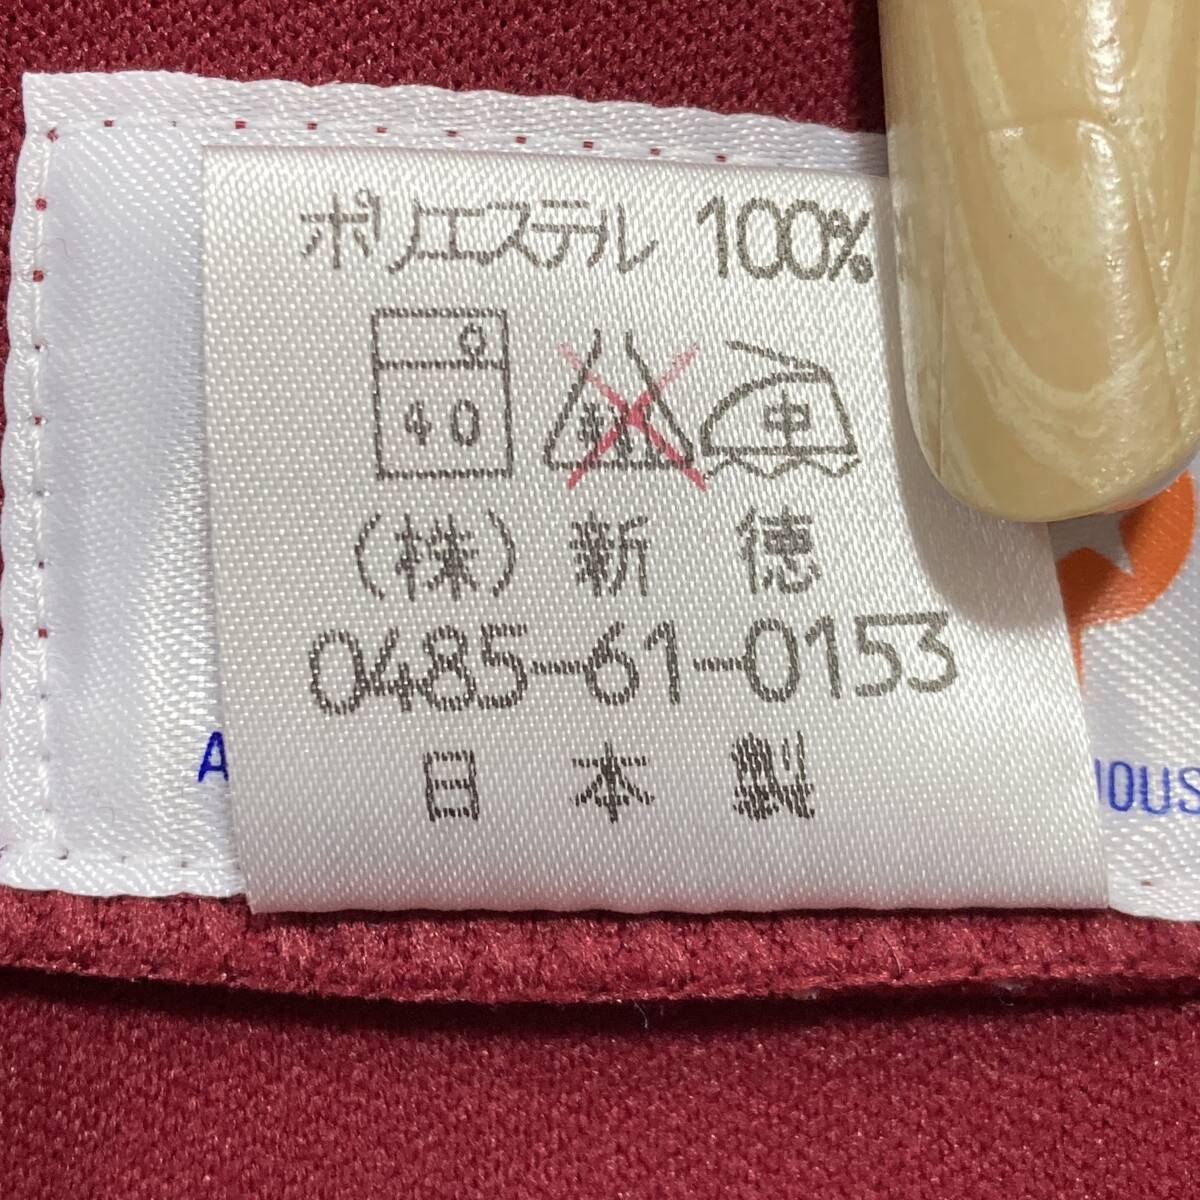 ポリエステル 100%
40
中
(株) 新 徳
0485-61-0153
日 本 製
A